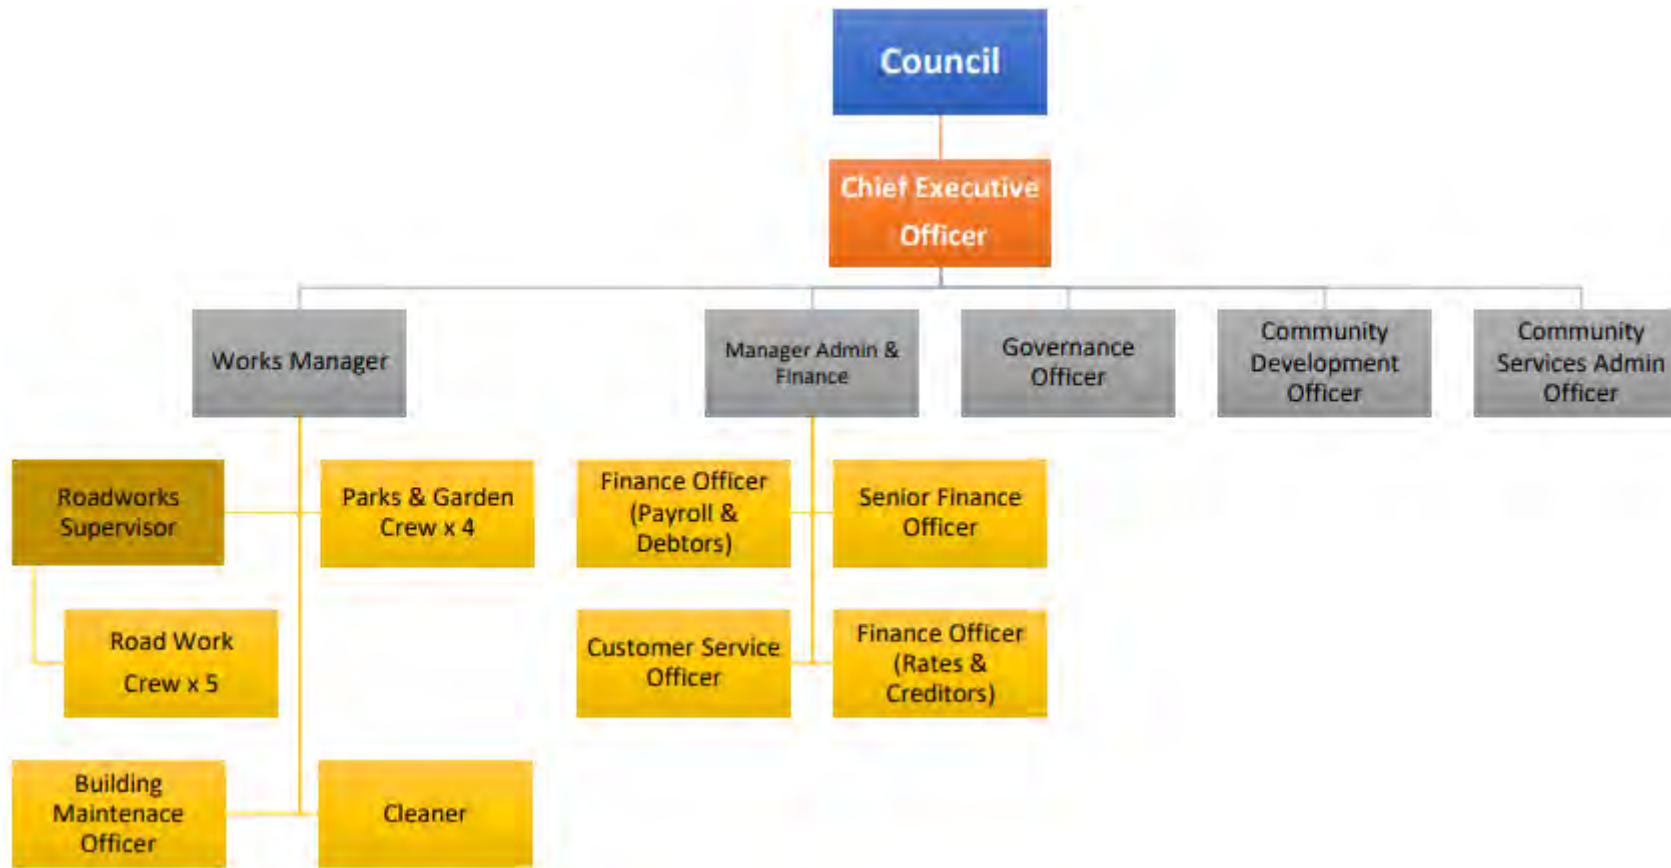 Council
Chief Executive
Officer
Works Manager
Manager Admin &
Finance
Governance
Officer
Community
Development
Officer
Community
Services Admin
Officer
Roadworks
Supervisor
Parks & Garden
Crew x 4
Finance Officer
(Payroll &
Debtors)
Senior Finance
Officer
Road Work
Crew x 5
Customer Service
Officer
Finance Officer
(Rates &
Creditors)
Building
Maintenace
Officer
Cleaner